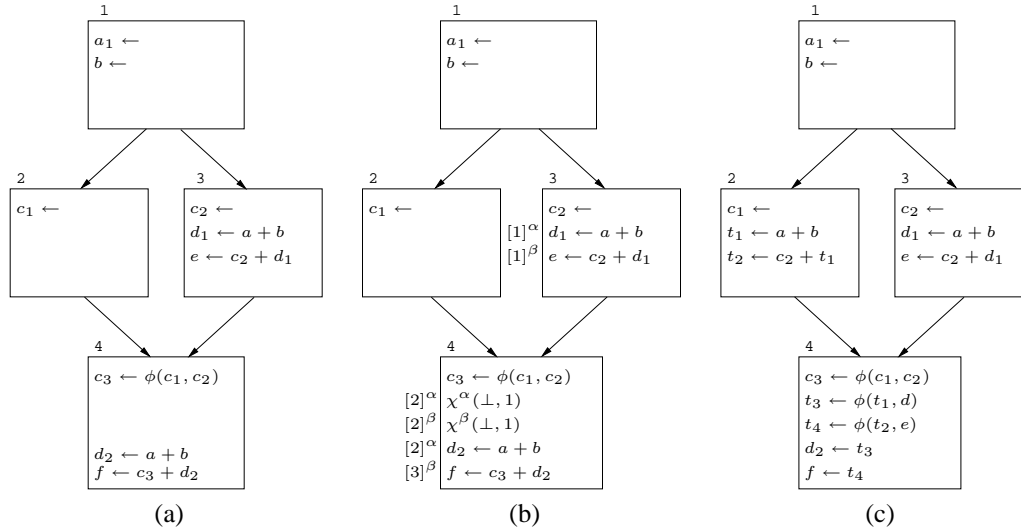 1
a₁ ←
b ←
2
c₁ ←
3
c₂ ←
d₁ ← a + b
e ← c₂ + d₁
4
c₃ ← ϕ(c₁, c₂)
d₂ ← a + b
f ← c₃ + d₂
(a)
1
a₁ ←
b ←
2
c₁ ←
3
c₂ ←
[1]^α d₁ ← a + b
[1]^β e ← c₂ + d₁
4
c₃ ← ϕ(c₁, c₂)
[2]^α χ^α(⊥, 1)
[2]^β χ^β(⊥, 1)
[2]^α d₂ ← a + b
[3]^β f ← c₃ + d₂
(b)
1
a₁ ←
b ←
2
c₁ ←
t₁ ← a + b
t₂ ← c₂ + t₁
3
c₂ ←
d₁ ← a + b
e ← c₂ + d₁
4
c₃ ← ϕ(c₁, c₂)
t₃ ← ϕ(t₁, d)
t₄ ← ϕ(t₂, e)
d₂ ← t₃
f ← t₄
(c)